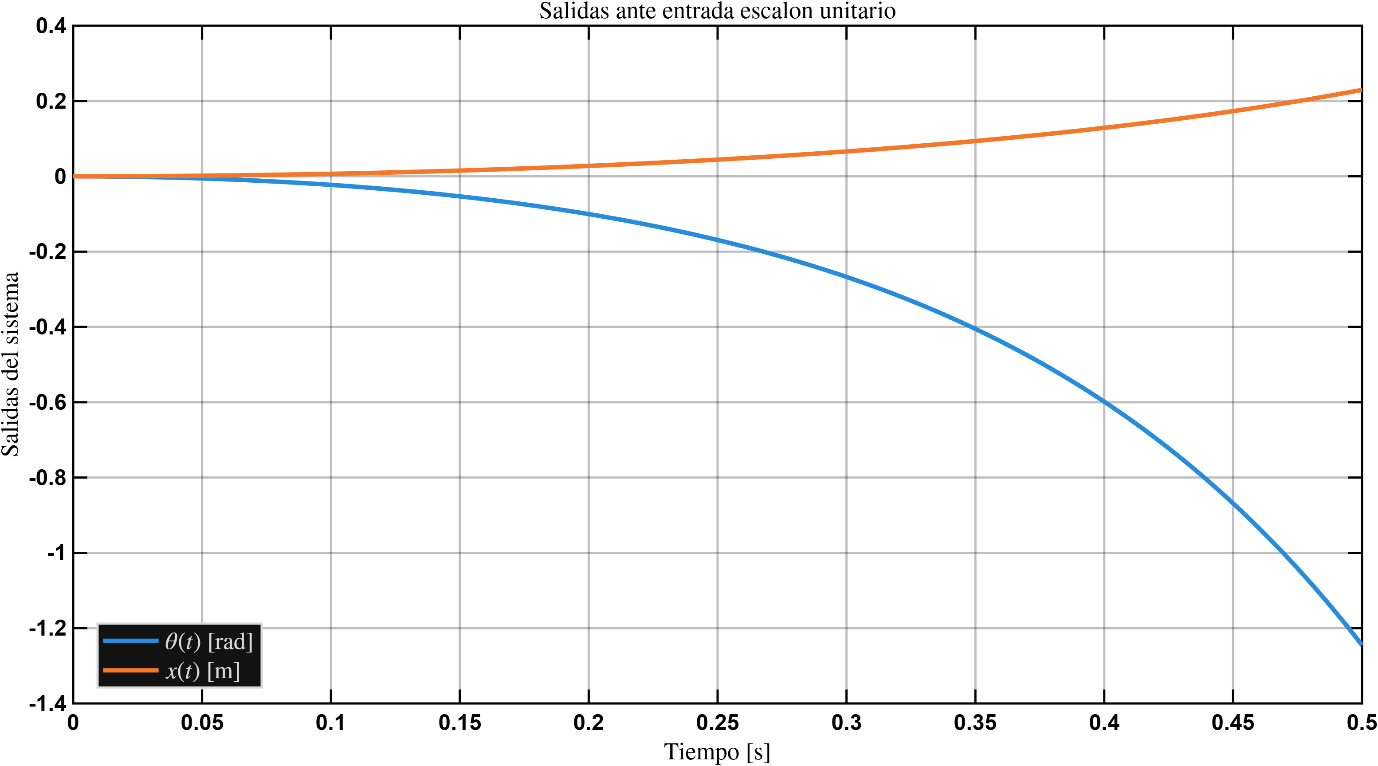 Salidas ante entrada escalon unitario
0.4
0.2
0
-0.2
-0.4
-0.6
-0.8
-1
-1.2
-1.4
Salidas del sistema
θ(t) [rad]
x(t) [m]
0 0.05 0.1 0.15 0.2 0.25 0.3 0.35 0.4 0.45 0.5
Tiempo [s]